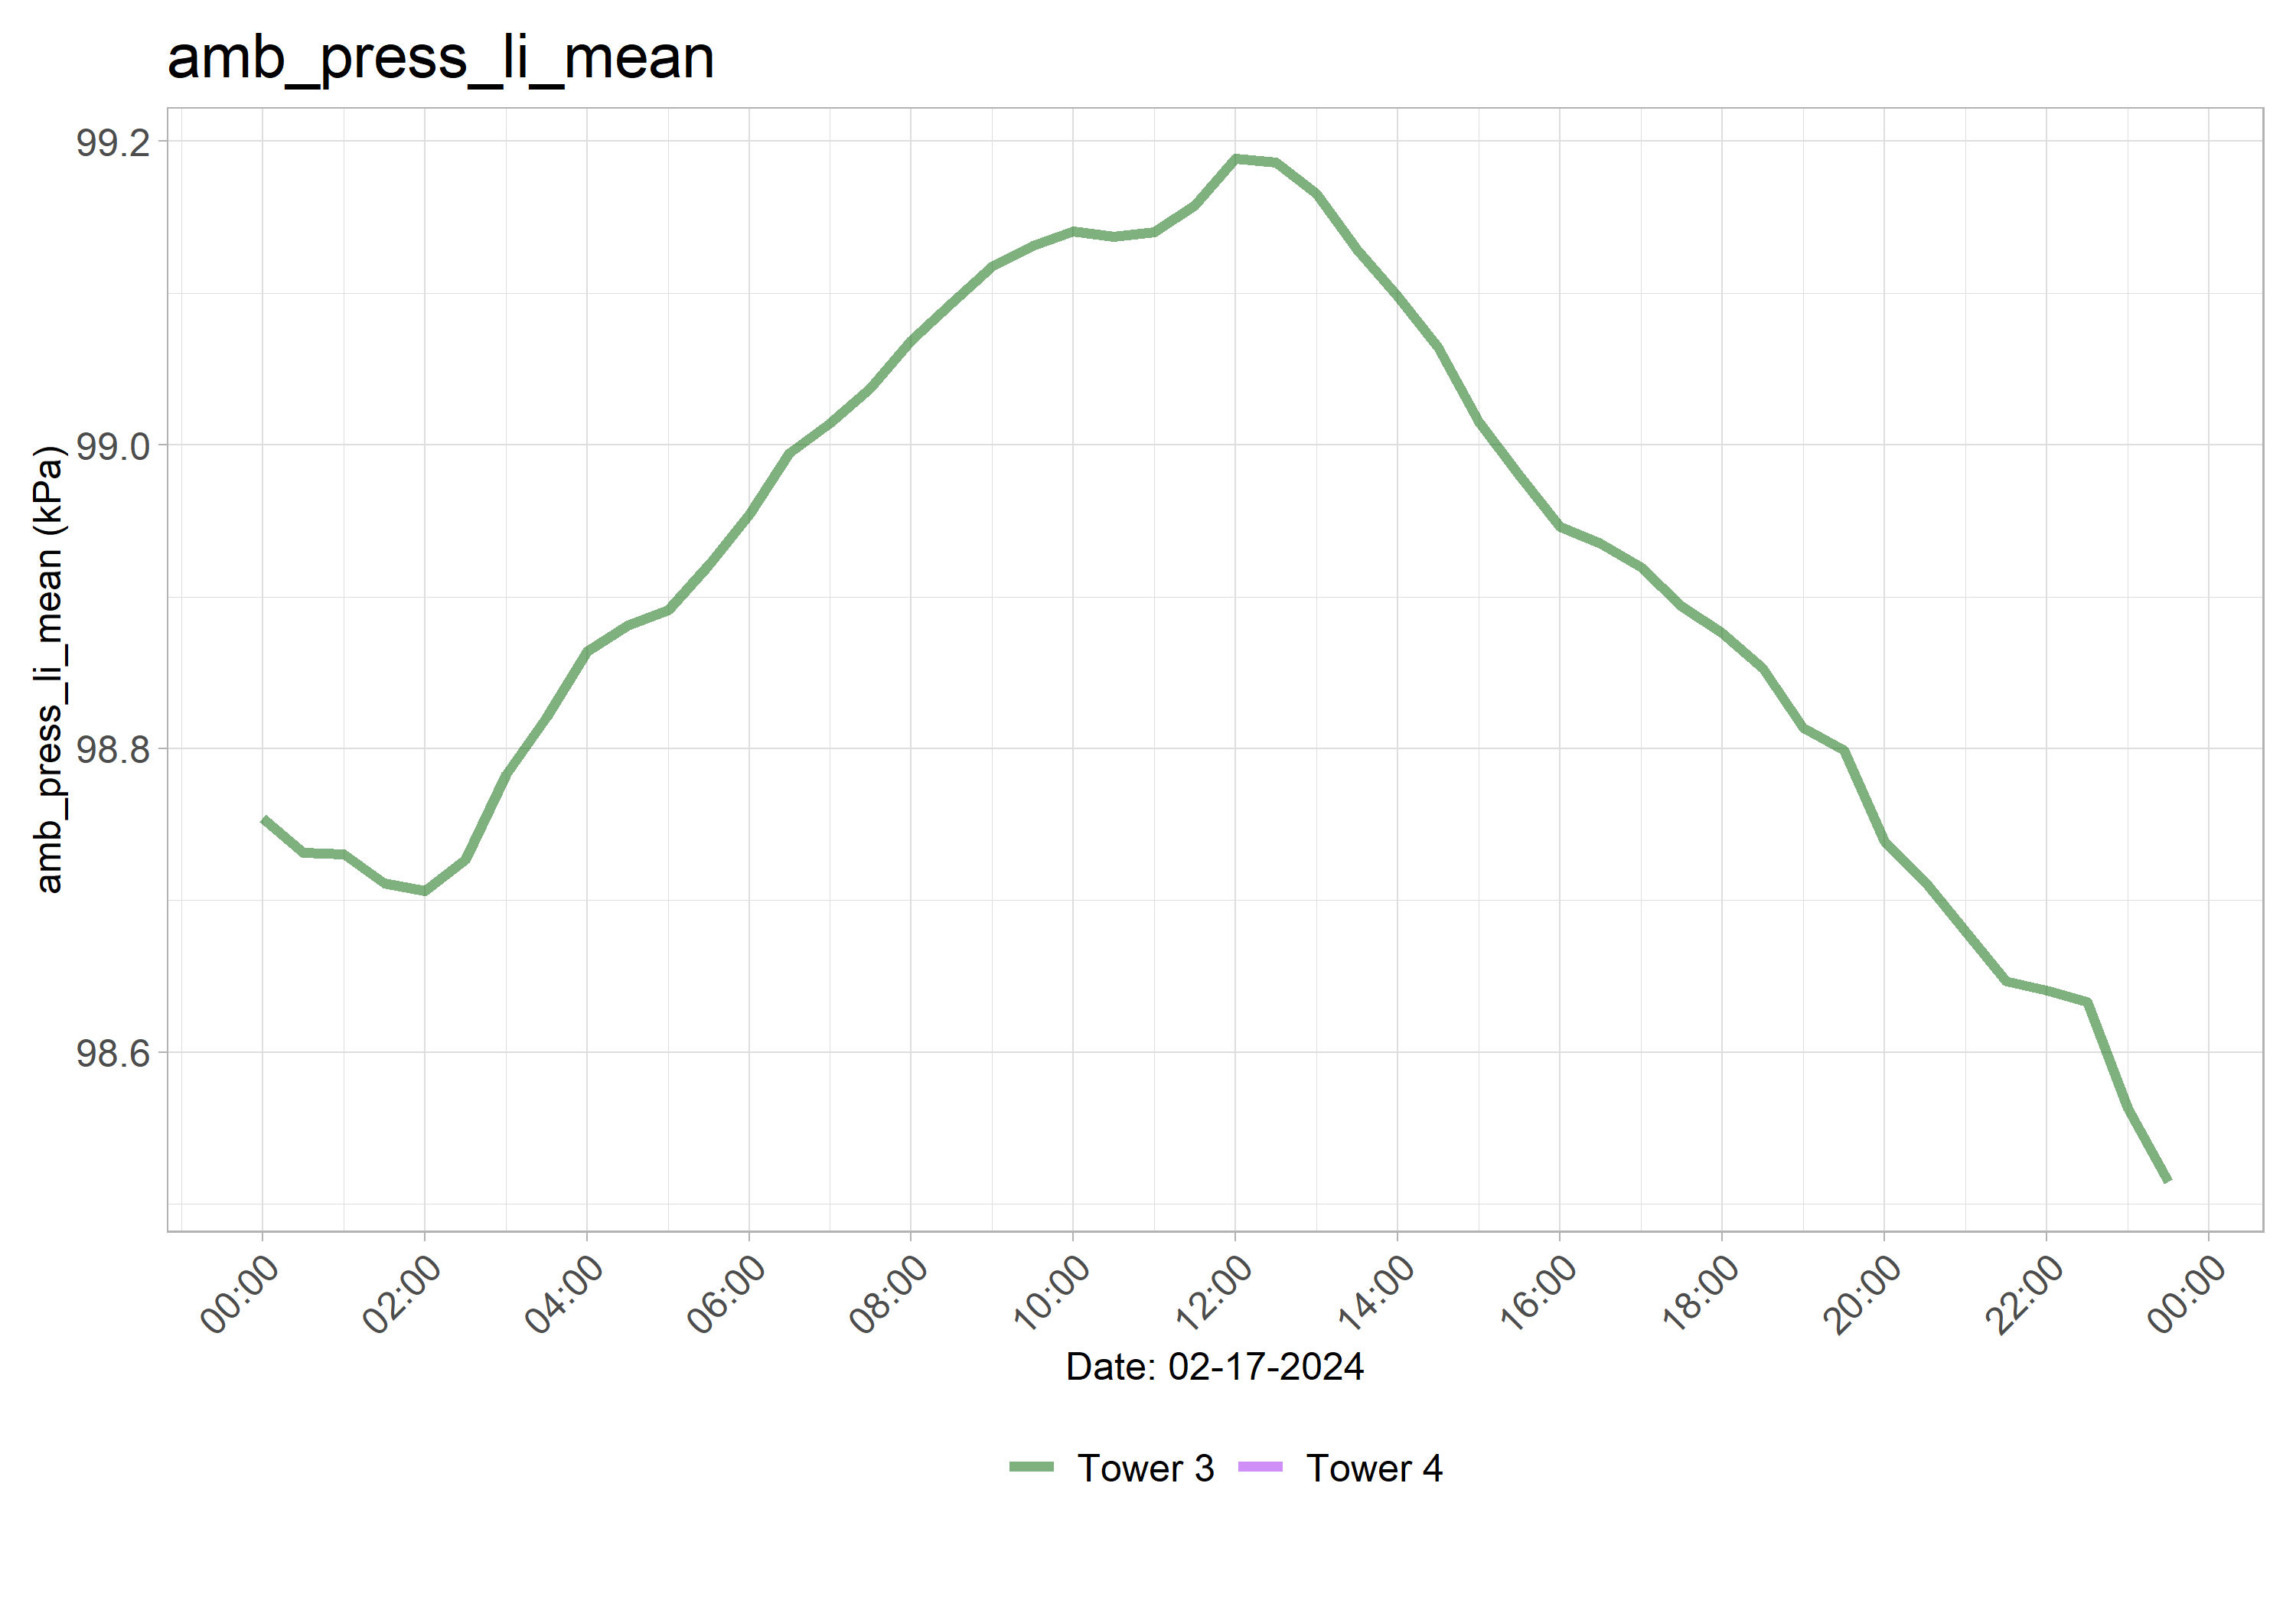 amb_press_li_mean
amb_press_li_mean (kPa)
99.2
99.0
98.8
98.6
00:00 02:00 04:00 06:00 08:00 10:00 12:00 14:00 16:00 18:00 20:00 22:00 00:00
Date: 02-17-2024
Tower 3 Tower 4